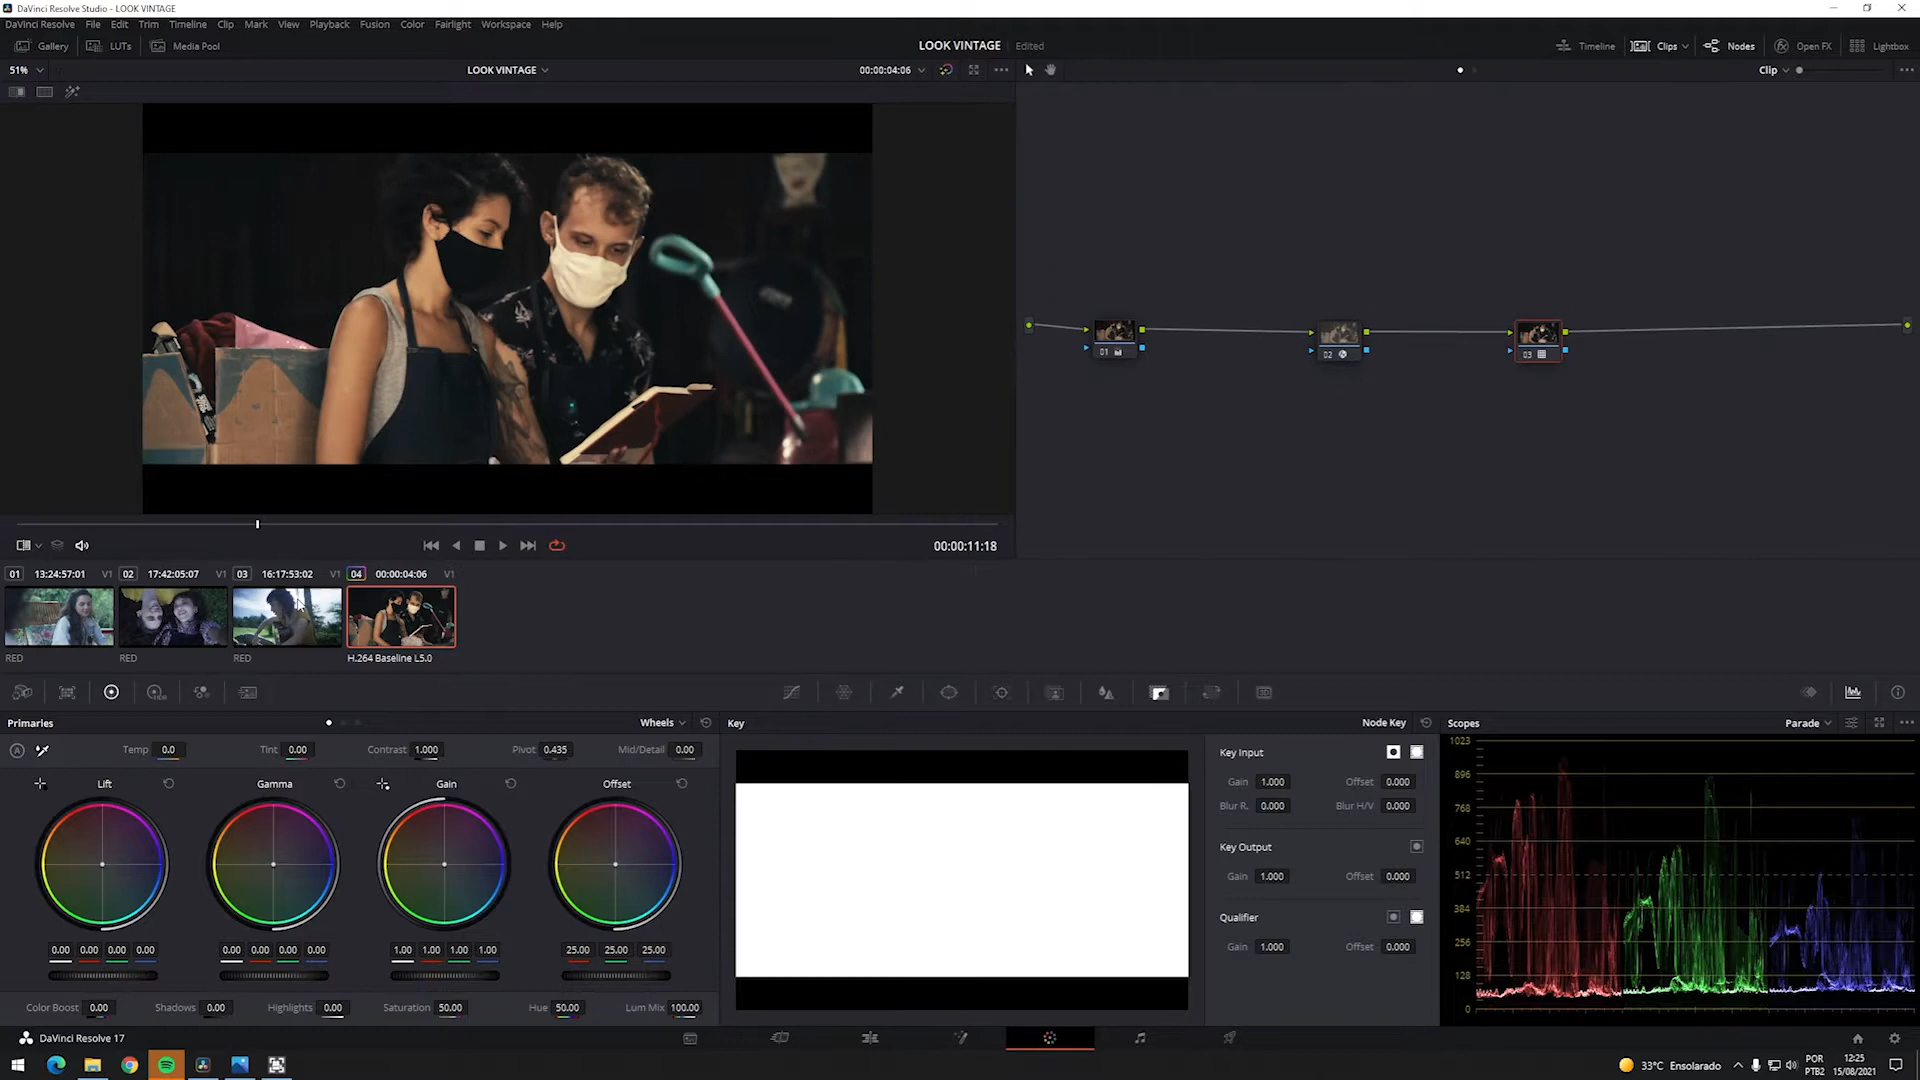 DaVinci Resolve Studio - LOOK VINTAGE
DaVinci Resolve File Edit Trim Timeline Clip Mark View Playback Fusion Color Fairlight Workspace Help
Gallery LUTs Media Pool LOOK VINTAGE Edited Timeline Clips Nodes Open FX Lightbox
51% LOOK VINTAGE 00:00:04:06 Clip
01 02 03
00:00:11:18
01 13:24:57:01 V1 02 17:42:05:07 V1 03 16:17:53:02 V1 04 00:00:04:06 V1
RED RED RED H.264 Baseline L5.0
Primaries Wheels Key Node Key Scopes Parade
Temp 0.0 Tint 0.00 Contrast 1.000 Pivot 0.435 Mid/Detail 0.00
Lift Gamma Gain Offset
0.00 0.00 0.00 0.00 0.00 0.00 0.00 0.00 1.00 1.00 1.00 1.00 25.00 25.00 25.00
Color Boost 0.00 Shadows 0.00 Highlights 0.00 Saturation 50.00 Hue 50.00 Lum Mix 100.00
Key Input
Gain 1.000 Offset 0.000
Blur R. 0.000 Blur H/V 0.000
Key Output
Gain 1.000 Offset 0.000
Qualifier
Gain 1.000 Offset 0.000
1023
896
768
640
512
384
256
128
0
DaVinci Resolve 17
33°C Ensolarado POR 12:25
PTB2 15/08/2021